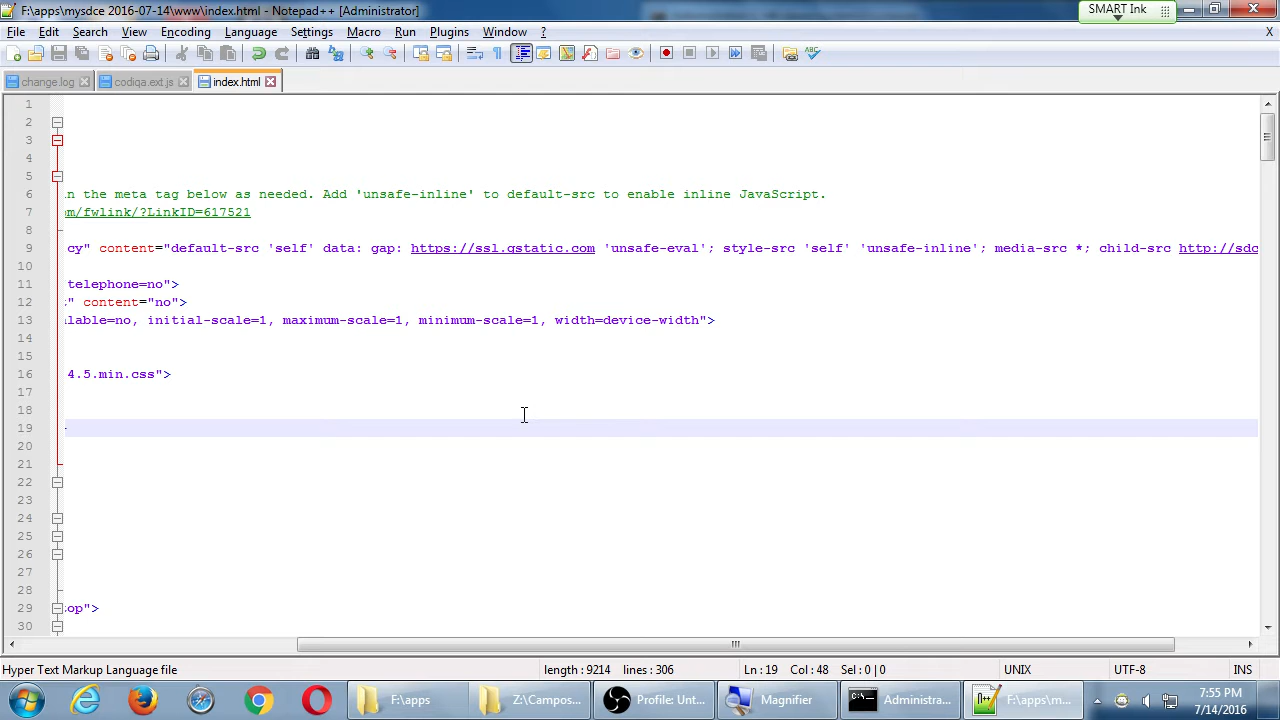 F:\apps\mysdce 2016-07-14\www\index.html - Notepad++ [Administrator]
SMART Ink
File Edit Search View Encoding Language Settings Macro Run Plugins Window ? X
change.log codiqa.ext.js index.html
1
2
3
4
5
6 n the meta tag below as needed. Add 'unsafe-inline' to default-src to enable inline JavaScript.
7 m/fwlink/?LinkID=617521
8
9 cy" content="default-src 'self' data: gap: https://ssl.gstatic.com 'unsafe-eval'; style-src 'self' 'unsafe-inline'; media-src *; child-src http://sdc
10
11 telephone=no">
12 " content="no">
13 lable=no, initial-scale=1, maximum-scale=1, minimum-scale=1, width=device-width">
14
15
16 4.5.min.css">
17
18
19
20
21
22
23
24
25
26
27
28
29 op">
30
Hyper Text Markup Language file length : 9214 lines : 306 Ln : 19 Col : 48 Sel : 0 | 0 UNIX UTF-8 INS
F:\apps Z:\Campos... Profile: Unt... Magnifier Administra... F:\apps\m... 7:55 PM
7/14/2016